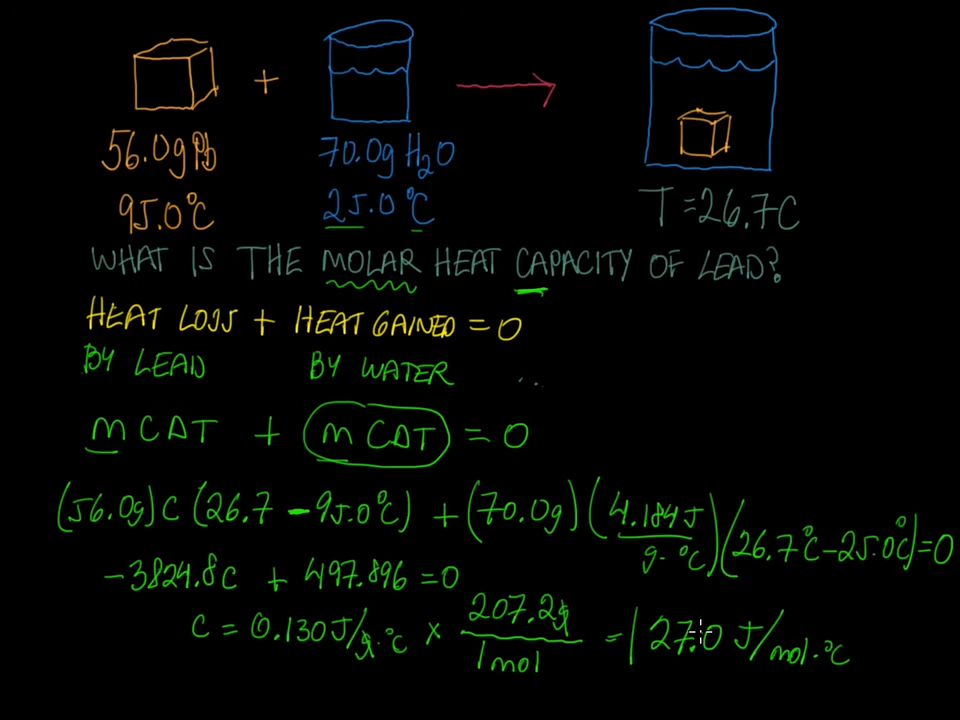 +
56.0g Pb 70.0g H₂O
95.0°C 25.0°C T=26.7C
WHAT IS THE MOLAR HEAT CAPACITY OF LEAD?
HEAT LOSS + HEAT GAINED = 0
BY LEAD BY WATER ..
mCΔT + mCΔT = 0
(56.0g)C(26.7 - 95.0°C) + (70.0g)(4.184J/g·°C)(26.7°C-25.0°C)=0
-3824.8C + 497.896 = 0
C = 0.130J/g·°C × 207.2g/1mol = 27.0 J/mol·°C